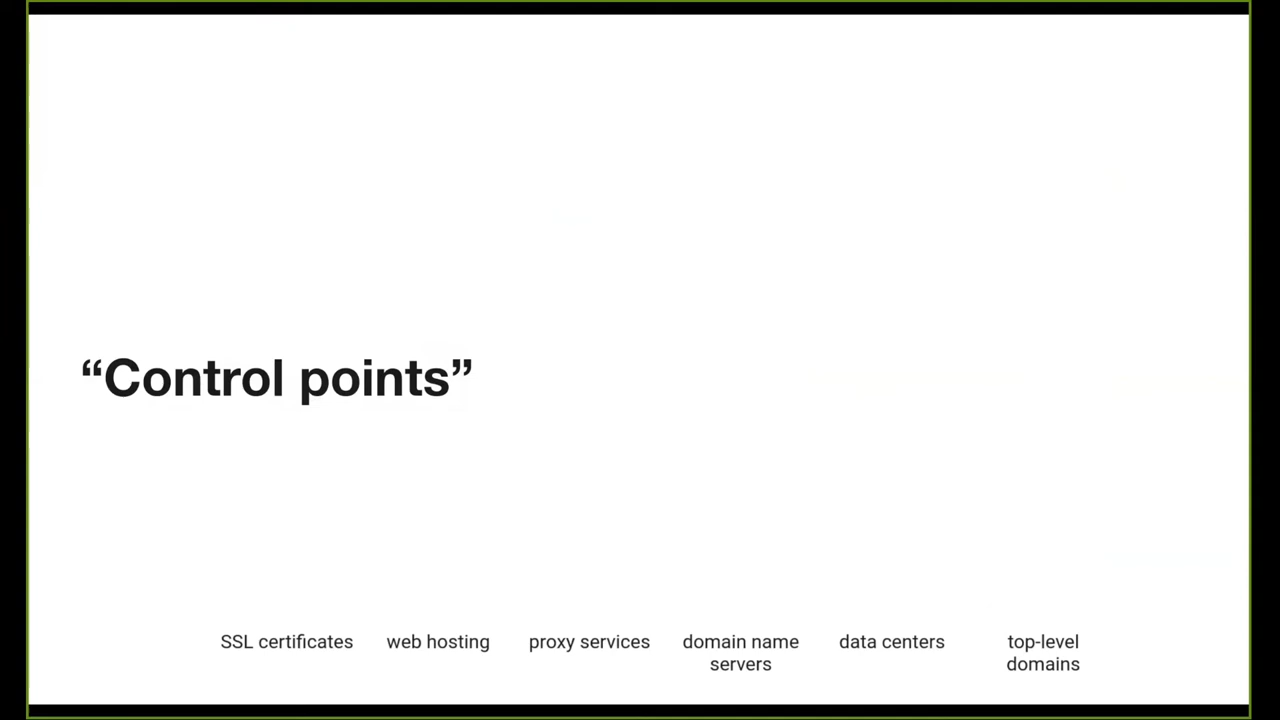 “Control points”
SSL certificates
web hosting
proxy services
domain name
servers
data centers
top-level
domains